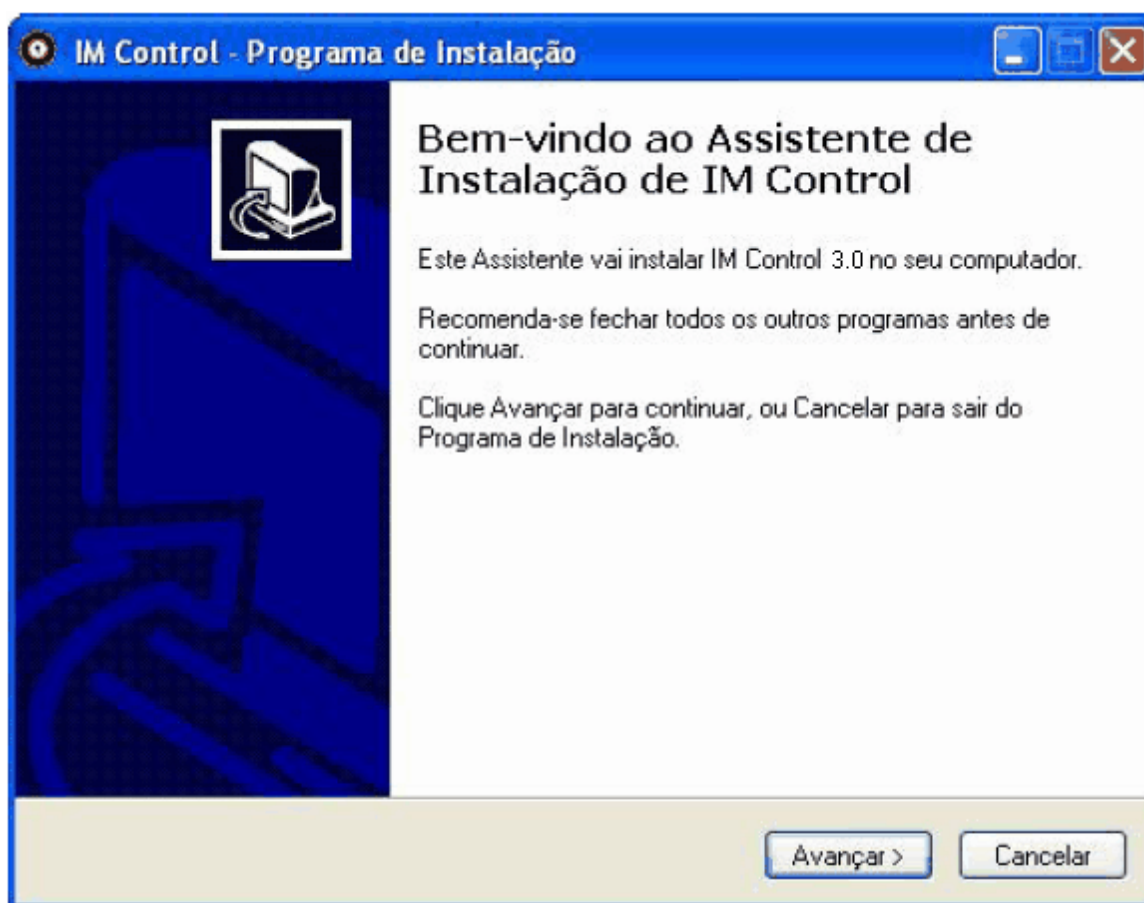 IM Control - Programa de Instalação
Bem-vindo ao Assistente de
Instalação de IM Control
Este Assistente vai instalar IM Control 3.0 no seu computador.
Recomenda-se fechar todos os outros programas antes de
continuar.
Clique Avançar para continuar, ou Cancelar para sair do
Programa de Instalação.
Avançar >
Cancelar